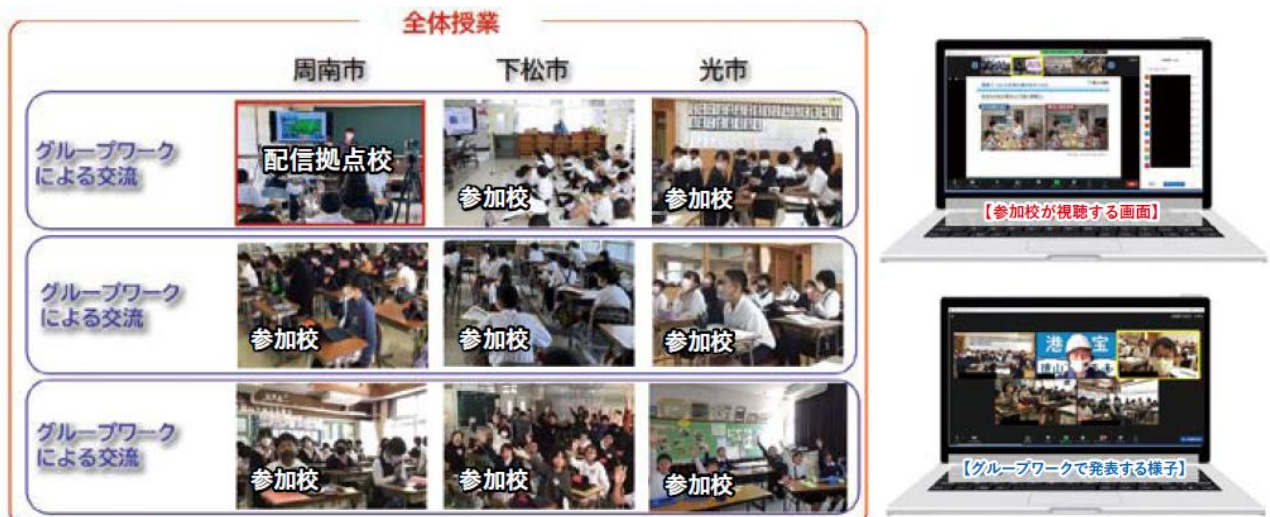 全体授業
周南市
下松市
光市
グループワーク
による交流
配信拠点校
参加校
参加校
グループワーク
による交流
参加校
参加校
参加校
グループワーク
による交流
参加校
参加校
参加校
【参加校が視聴する画面】
港
宝
【グループワークで発表する様子】